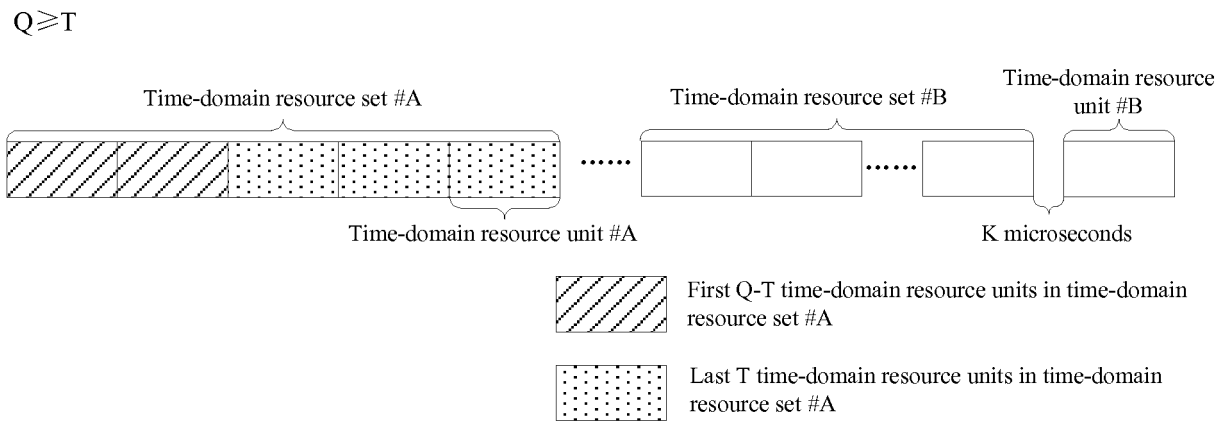 Q≥T
Time-domain resource set #A
Time-domain resource set #B
Time-domain resource
unit #B
......
......
Time-domain resource unit #A
K microseconds
First Q-T time-domain resource units in time-domain
resource set #A
Last T time-domain resource units in time-domain
resource set #A